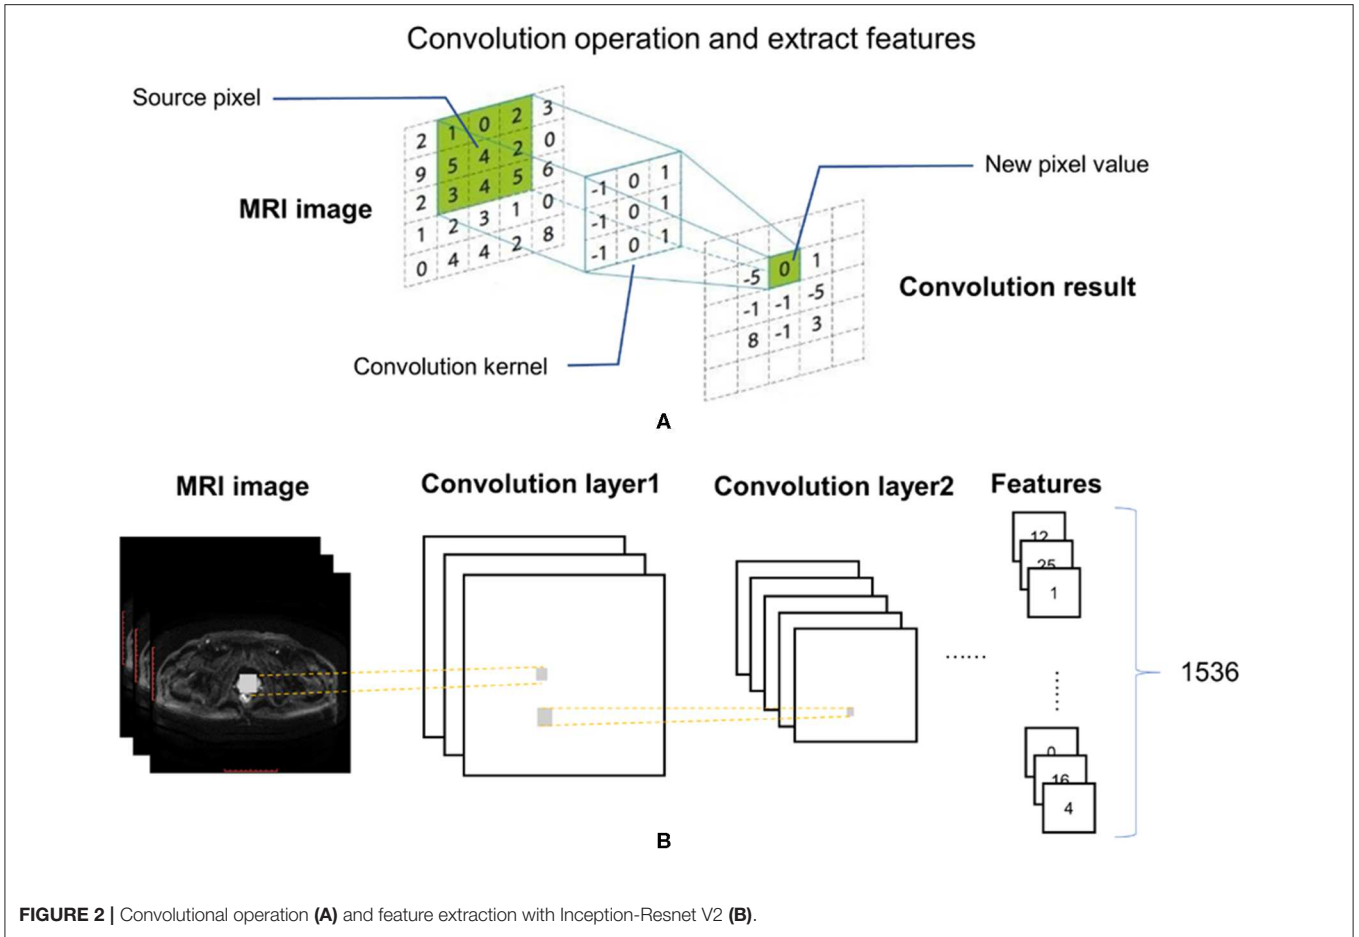 Convolution operation and extract features
Source pixel
New pixel value
MRI image
2 1 0 2 3
9 5 4 2 0
2 3 4 5 6
1 2 3 1 0
0 4 4 2 8
-1 0 1
-1 0 1
-1 0 1
-5 0 1
-1 -1 -5
8 -1 3
Convolution result
Convolution kernel
A
MRI image
Convolution layer1
Convolution layer2
Features
12
25
1
......
......
1536
0
16
4
B
FIGURE 2 | Convolutional operation (A) and feature extraction with Inception-Resnet V2 (B).